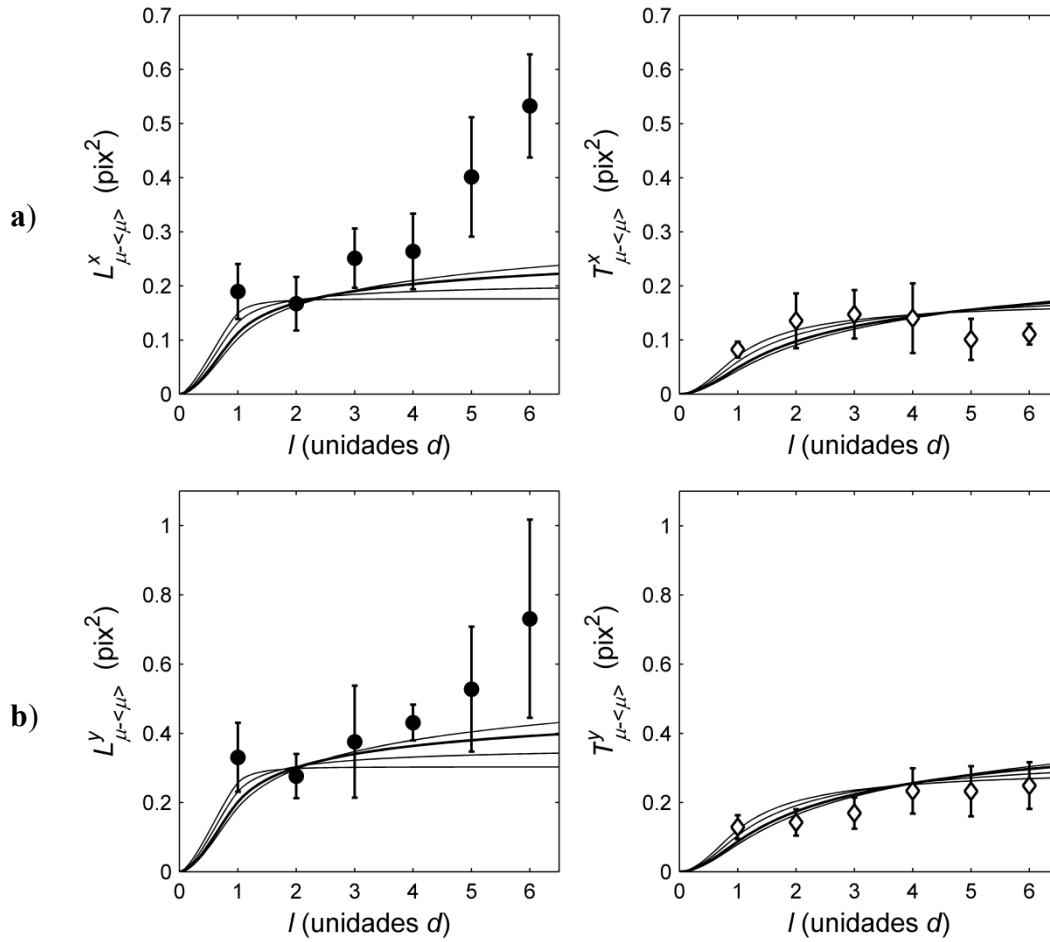 a)
L^x_{μ-<μ>} (pix^2)
0.7
0.6
0.5
0.4
0.3
0.2
0.1
0
0 1 2 3 4 5 6
l (unidades d)
T^x_{μ-<μ>} (pix^2)
0.7
0.6
0.5
0.4
0.3
0.2
0.1
0
0 1 2 3 4 5 6
l (unidades d)
b)
L^y_{μ-<μ>} (pix^2)
1
0.8
0.6
0.4
0.2
0
0 1 2 3 4 5 6
l (unidades d)
T^y_{μ-<μ>} (pix^2)
1
0.8
0.6
0.4
0.2
0
0 1 2 3 4 5 6
l (unidades d)